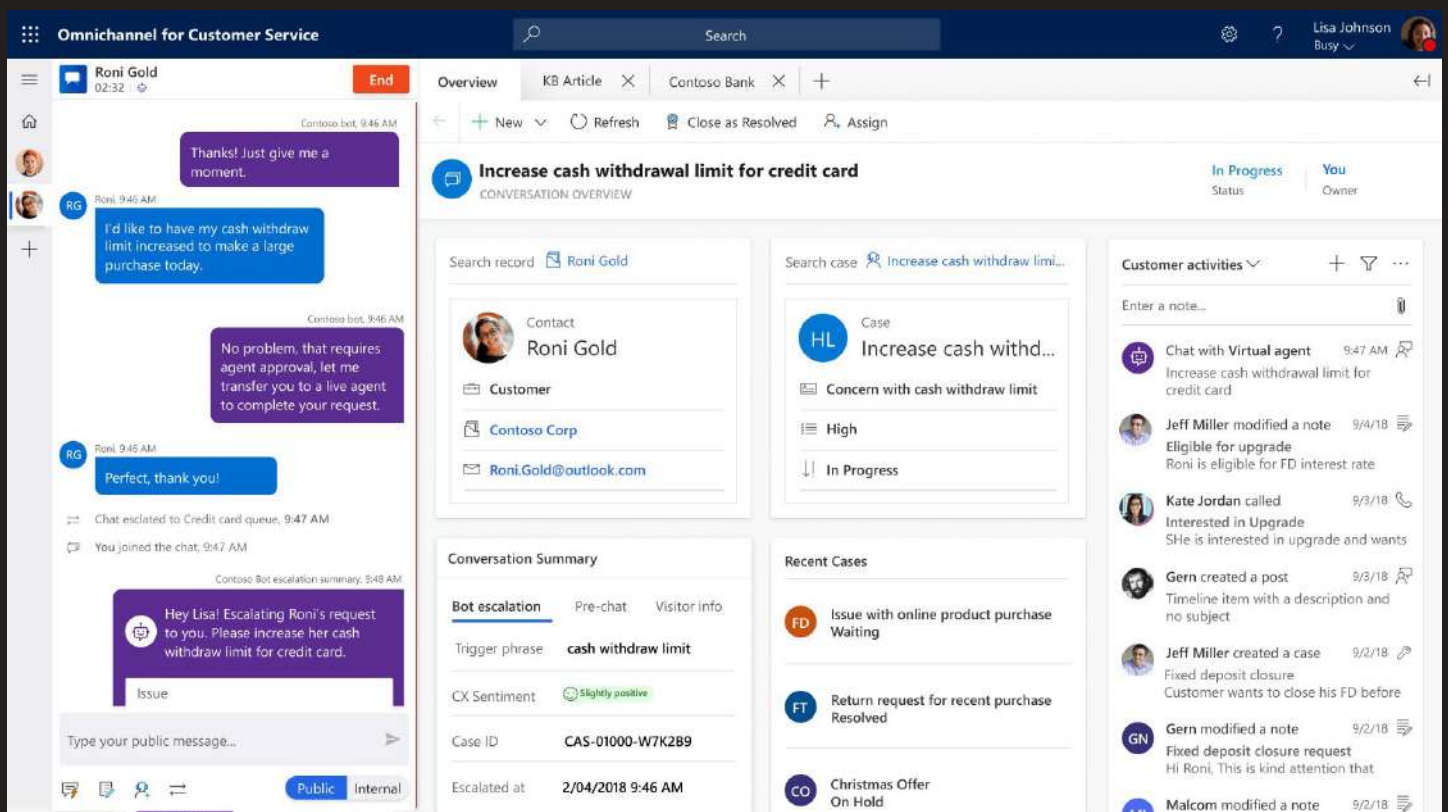 Omnichannel for Customer Service
Search
Lisa Johnson
Busy
Roni Gold
02:32
End
Contoso bot, 9:46 AM
Thanks! Just give me a
moment.
RG
Roni, 9:46 AM
I'd like to have my cash withdraw
limit increased to make a large
purchase today.
Contoso bot, 9:46 AM
No problem, that requires
agent approval, let me
transfer you to a live agent
to complete your request.
RG
Roni, 9:46 AM
Perfect, thank you!
Chat esclated to Credit card queue, 9:47 AM
You joined the chat, 9:47 AM
Contoso Bot escalation summary, 9:48 AM
Hey Lisa! Escalating Roni's request
to you. Please increase her cash
withdraw limit for credit card.
Issue
Type your public message...
Public
Internal
Overview
KB Article
Contoso Bank
New
Refresh
Close as Resolved
Assign
Increase cash withdrawal limit for credit card
CONVERSATION OVERVIEW
In Progress
Status
You
Owner
Search record
Roni Gold
Contact
Roni Gold
Customer
Contoso Corp
Roni.Gold@outlook.com
Search case
Increase cash withdraw limi...
HL
Case
Increase cash withd...
Concern with cash withdraw limit
High
In Progress
Conversation Summary
Bot escalation
Pre-chat
Visitor info
Trigger phrase
cash withdraw limit
CX Sentiment
Slightly positive
Case ID
CAS-01000-W7K2B9
Escalated at
2/04/2018 9:46 AM
Recent Cases
FD
Issue with online product purchase
Waiting
FT
Return request for recent purchase
Resolved
CO
Christmas Offer
On Hold
Customer activities
Enter a note...
Chat with Virtual agent
9:47 AM
Increase cash withdrawal limit for
credit card
Jeff Miller modified a note
9/4/18
Eligible for upgrade
Roni is eligible for FD interest rate
Kate Jordan called
9/3/18
Interested in Upgrade
SHe is interested in upgrade and wants
Gern created a post
9/3/18
Timeline item with a description and
no subject
Jeff Miller created a case
9/2/18
Fixed deposit closure
Customer wants to close his FD before
GN
Gern modified a note
9/2/18
Fixed deposit closure request
Hi Roni, This is kind attention that
Malcom modified a note
9/2/18